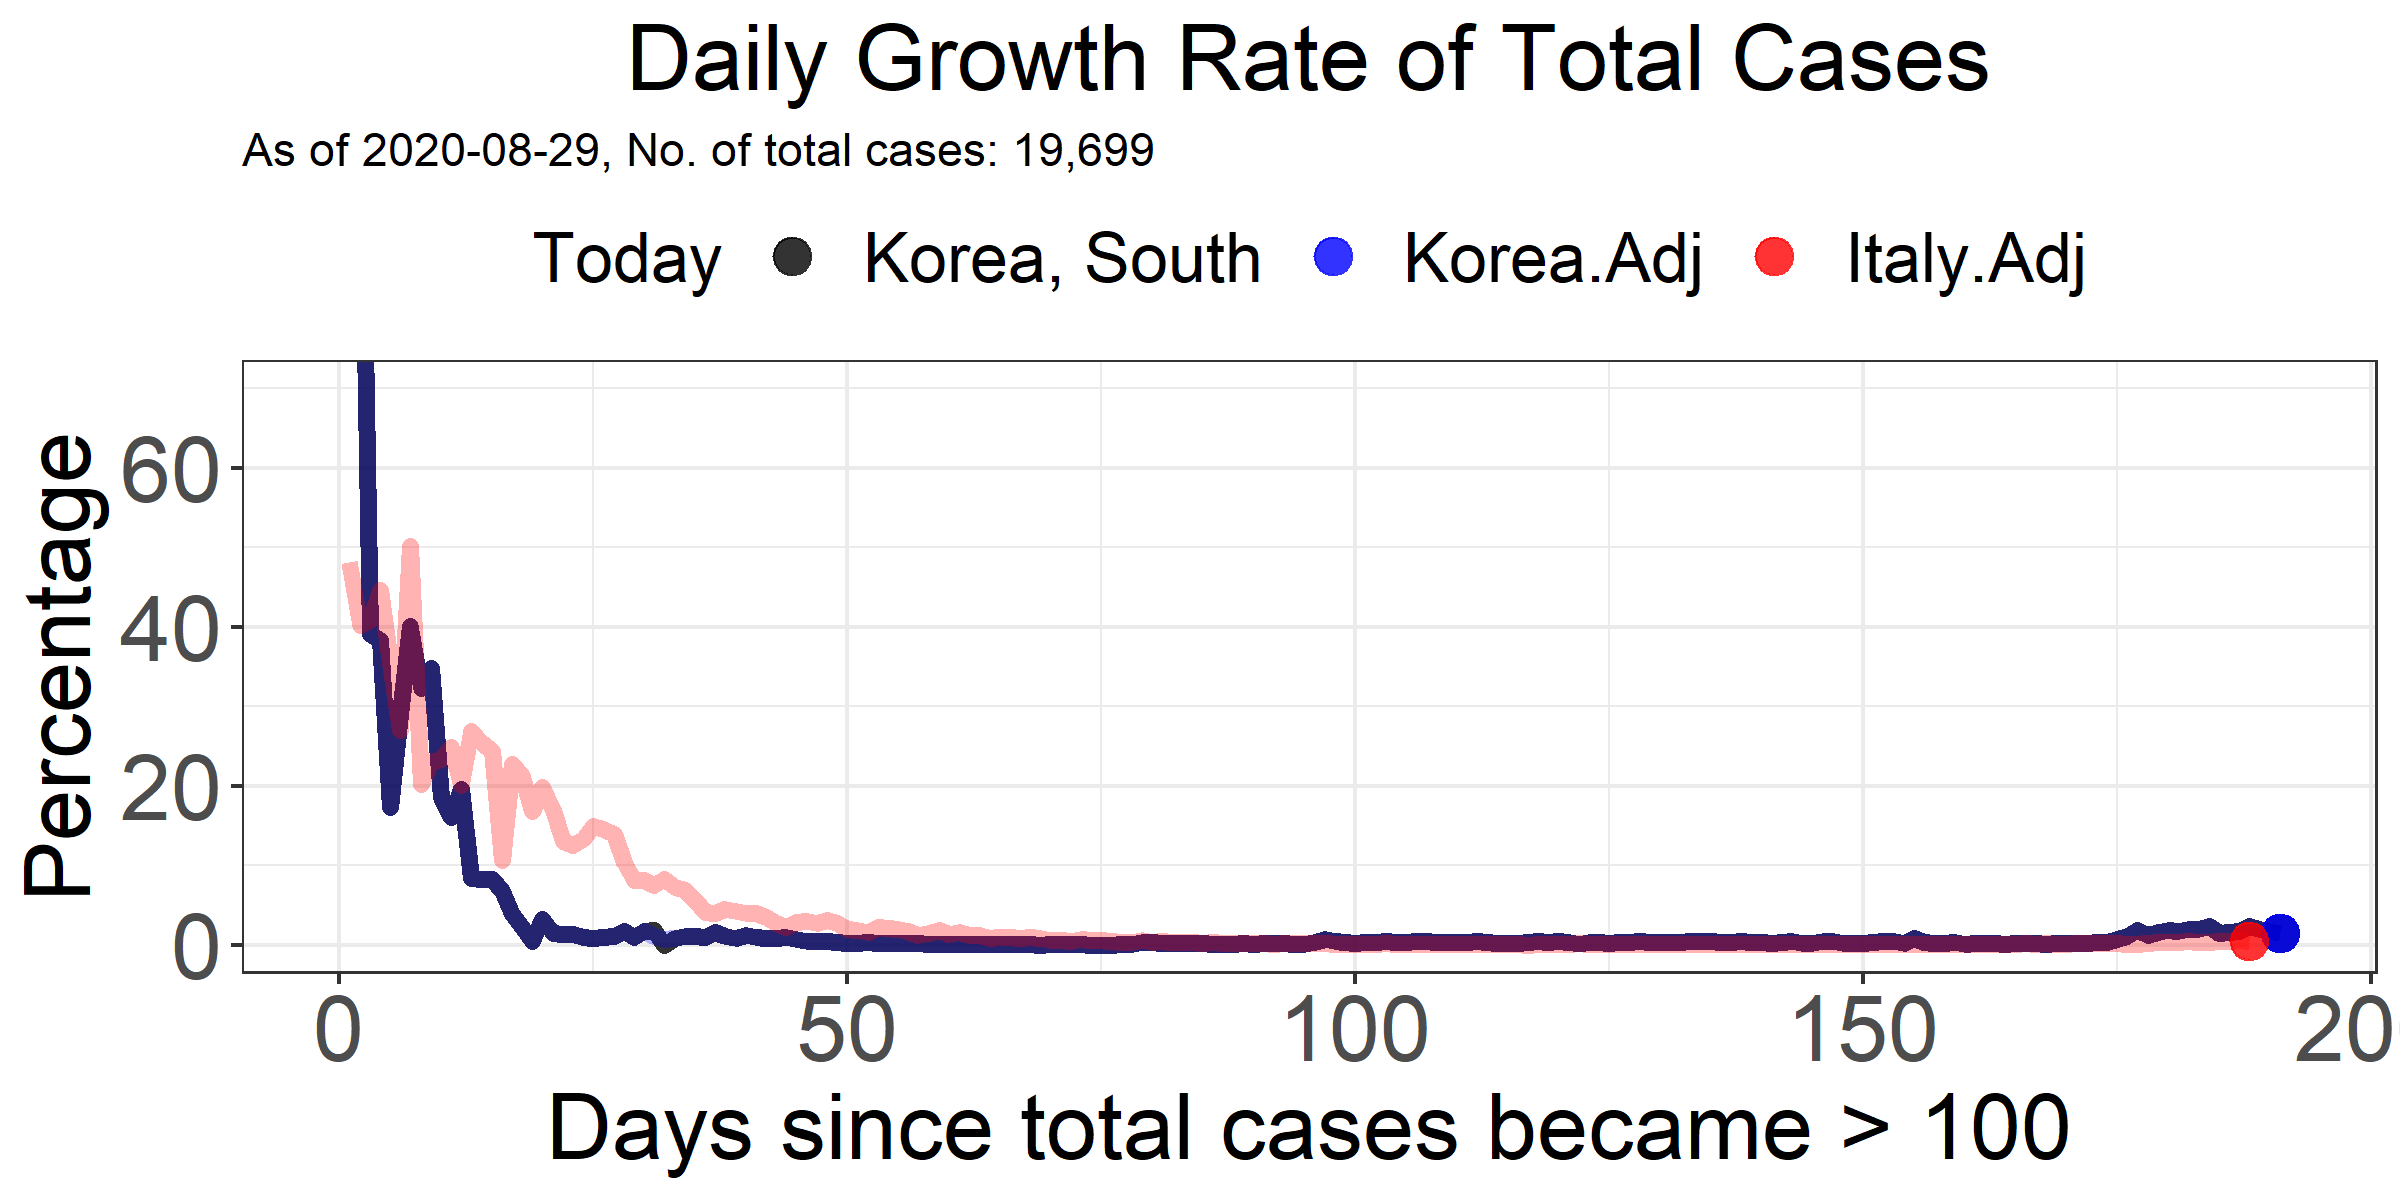 Daily Growth Rate of Total Cases
As of 2020-08-29, No. of total cases: 19,699
Today Korea, South Korea.Adj Italy.Adj
Percentage
60
40
20
0
0 50 100 150 20
Days since total cases became > 100